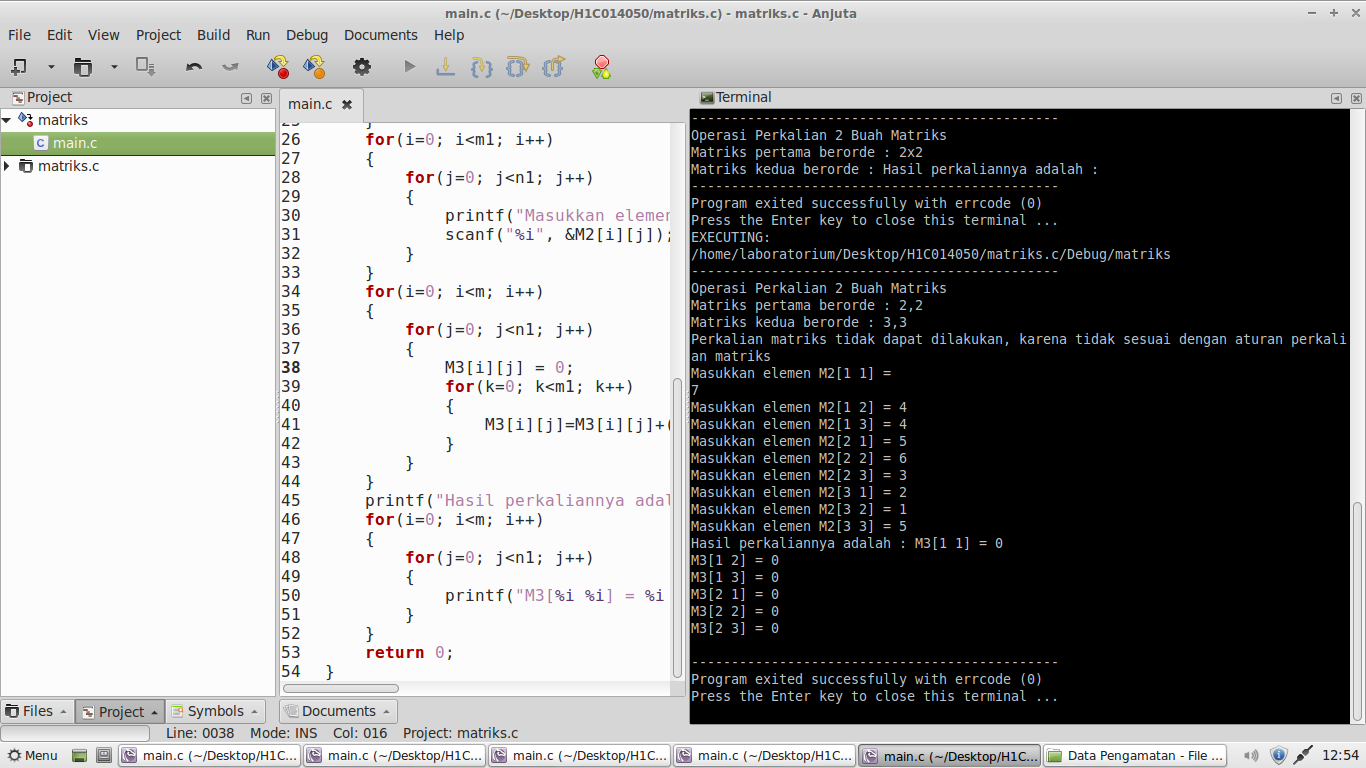 main.c (~/Desktop/H1C014050/matriks.c) - matriks.c - Anjuta
File Edit View Project Build Run Debug Documents Help
Project
matriks
main.c
matriks.c
main.c
26 for(i=0; i<m1; i++)
27 {
28 for(j=0; j<n1; j++)
29 {
30 printf("Masukkan elemen
31 scanf("%i", &M2[i][j]);
32 }
33 }
34 for(i=0; i<m; i++)
35 {
36 for(j=0; j<n1; j++)
37 {
38 M3[i][j] = 0;
39 for(k=0; k<m1; k++)
40 {
41 M3[i][j]=M3[i][j]+(
42 }
43 }
44 }
45 printf("Hasil perkaliannya adal
46 for(i=0; i<m; i++)
47 {
48 for(j=0; j<n1; j++)
49 {
50 printf("M3[%i %i] = %i
51 }
52 }
53 return 0;
54 }
Terminal
----------------------------------------------
Operasi Perkalian 2 Buah Matriks
Matriks pertama berorde : 2x2
Matriks kedua berorde : Hasil perkaliannya adalah :
----------------------------------------------
Program exited successfully with errcode (0)
Press the Enter key to close this terminal ...
EXECUTING:
/home/laboratorium/Desktop/H1C014050/matriks.c/Debug/matriks
----------------------------------------------
Operasi Perkalian 2 Buah Matriks
Matriks pertama berorde : 2,2
Matriks kedua berorde : 3,3
Perkalian matriks tidak dapat dilakukan, karena tidak sesuai dengan aturan perkali
an matriks
Masukkan elemen M2[1 1] =
7
Masukkan elemen M2[1 2] = 4
Masukkan elemen M2[1 3] = 4
Masukkan elemen M2[2 1] = 5
Masukkan elemen M2[2 2] = 6
Masukkan elemen M2[2 3] = 3
Masukkan elemen M2[3 1] = 2
Masukkan elemen M2[3 2] = 1
Masukkan elemen M2[3 3] = 5
Hasil perkaliannya adalah : M3[1 1] = 0
M3[1 2] = 0
M3[1 3] = 0
M3[2 1] = 0
M3[2 2] = 0
M3[2 3] = 0
----------------------------------------------
Program exited successfully with errcode (0)
Press the Enter key to close this terminal ...
Files Project Symbols Documents
Line: 0038 Mode: INS Col: 016 Project: matriks.c
Menu main.c (~/Desktop/H1C... main.c (~/Desktop/H1C... main.c (~/Desktop/H1C... main.c (~/Desktop/H1C... main.c (~/Desktop/H1C... Data Pengamatan - File ... 12:54